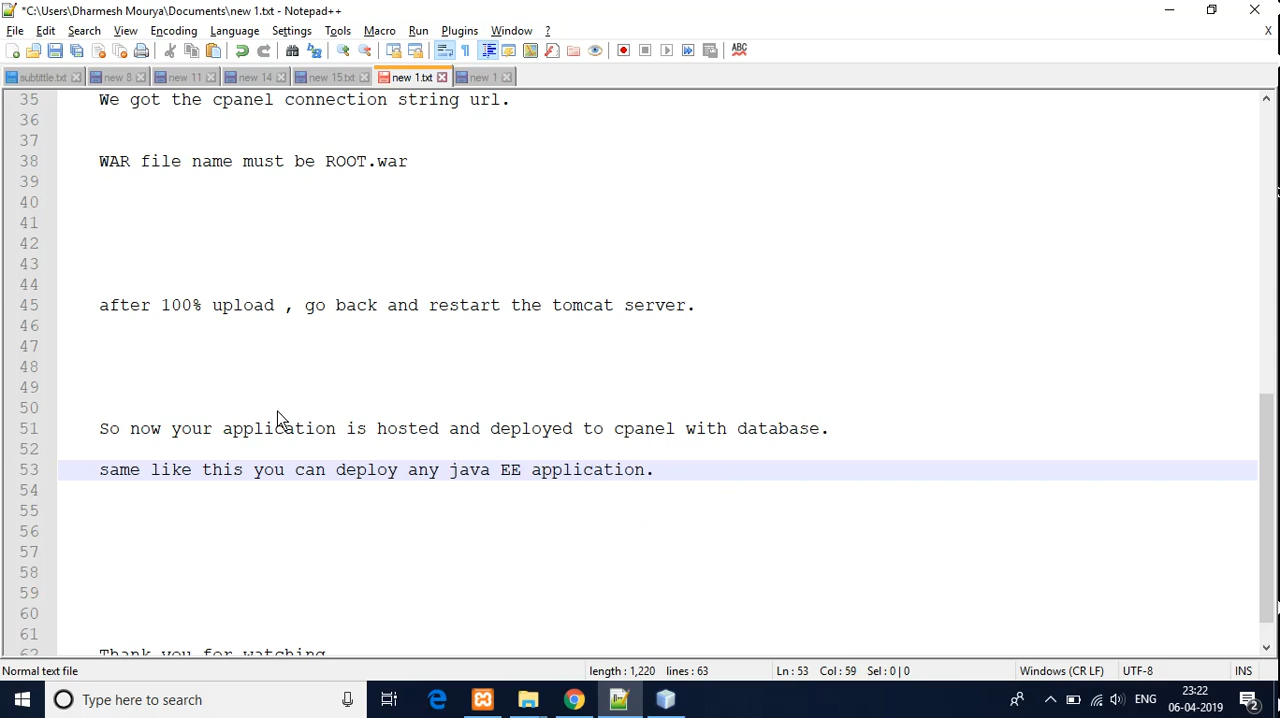 *C:\Users\Dharmesh Mourya\Documents\new 1.txt - Notepad++
File Edit Search View Encoding Language Settings Tools Macro Run Plugins Window ? X
subtittle.txt new 8 new 11 new 14 new 15.txt new 1.txt new 1
35 We got the cpanel connection string url.
36
37
38 WAR file name must be ROOT.war
39
40
41
42
43
44
45 after 100% upload , go back and restart the tomcat server.
46
47
48
49
50
51 So now your application is hosted and deployed to cpanel with database.
52
53 same like this you can deploy any java EE application.
54
55
56
57
58
59
60
61
62 Thank you for watching
Normal text file length : 1,220 lines : 63 Ln : 53 Col : 59 Sel : 0 | 0 Windows (CR LF) UTF-8 INS
Type here to search ENG 23:22
06-04-2019 2